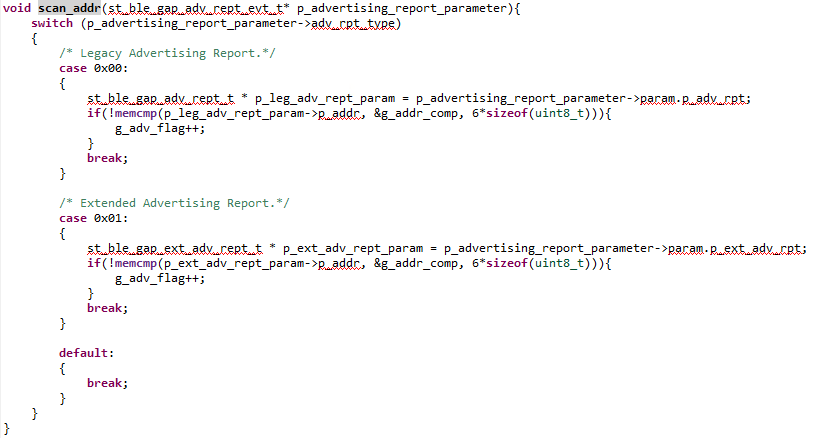 void scan_addr(st_ble_gap_adv_rept_evt_t* p_advertising_report_parameter){
    switch (p_advertising_report_parameter->adv_rpt_type)
    {
        /* Legacy Advertising Report.*/
        case 0x00:
        {
            st_ble_gap_adv_rept_t * p_leg_adv_rept_param = p_advertising_report_parameter->param.p_adv_rpt;
            if(!memcmp(p_leg_adv_rept_param->p_addr, &g_addr_comp, 6*sizeof(uint8_t))){
                g_adv_flag++;
            }
            break;
        }

        /* Extended Advertising Report.*/
        case 0x01:
        {
            st_ble_gap_ext_adv_rept_t * p_ext_adv_rept_param = p_advertising_report_parameter->param.p_ext_adv_rpt;
            if(!memcmp(p_ext_adv_rept_param->p_addr, &g_addr_comp, 6*sizeof(uint8_t))){
                g_adv_flag++;
            }
            break;
        }

        default:
        {
            break;
        }
    }
}